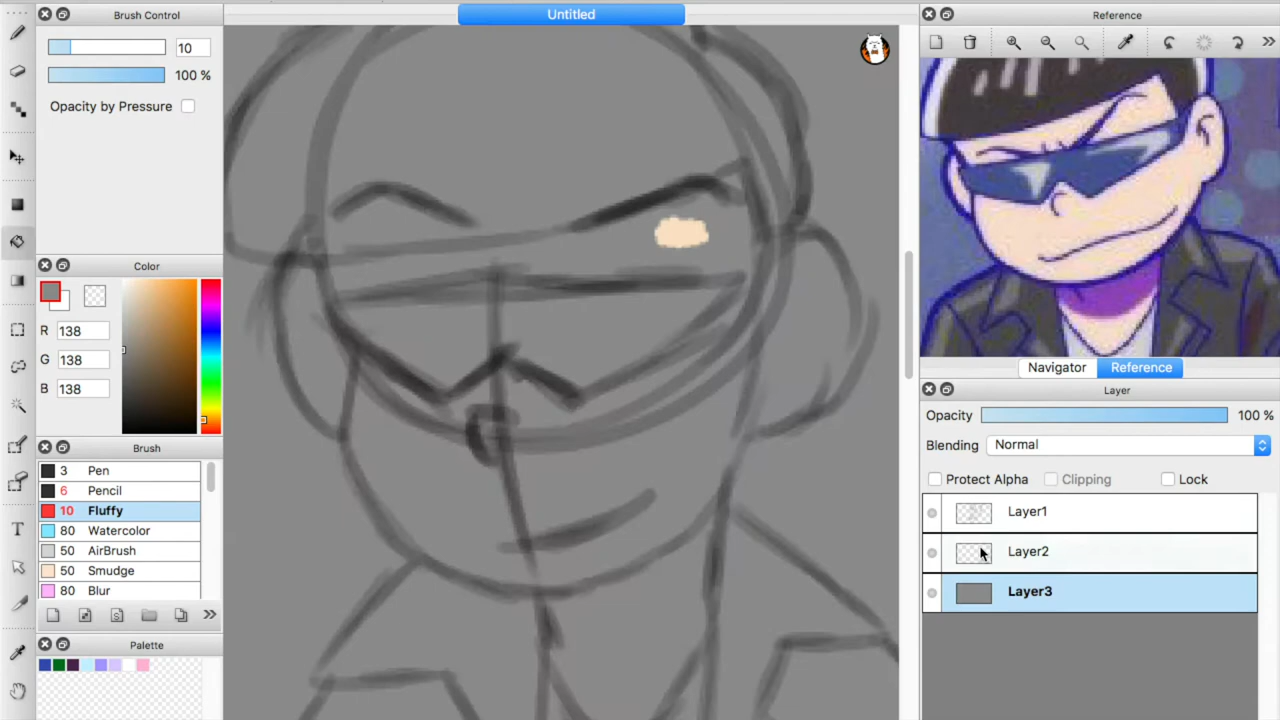 Brush Control
Untitled
Reference
10
100 %
Opacity by Pressure
Color
R 138
G 138
B 138
Navigator
Reference
Layer
Opacity 100 %
Blending Normal
Protect Alpha Clipping Lock
Brush
3 Pen
6 Pencil
10 Fluffy
80 Watercolor
50 AirBrush
50 Smudge
80 Blur
Layer1
Layer2
Layer3
T
S
Palette